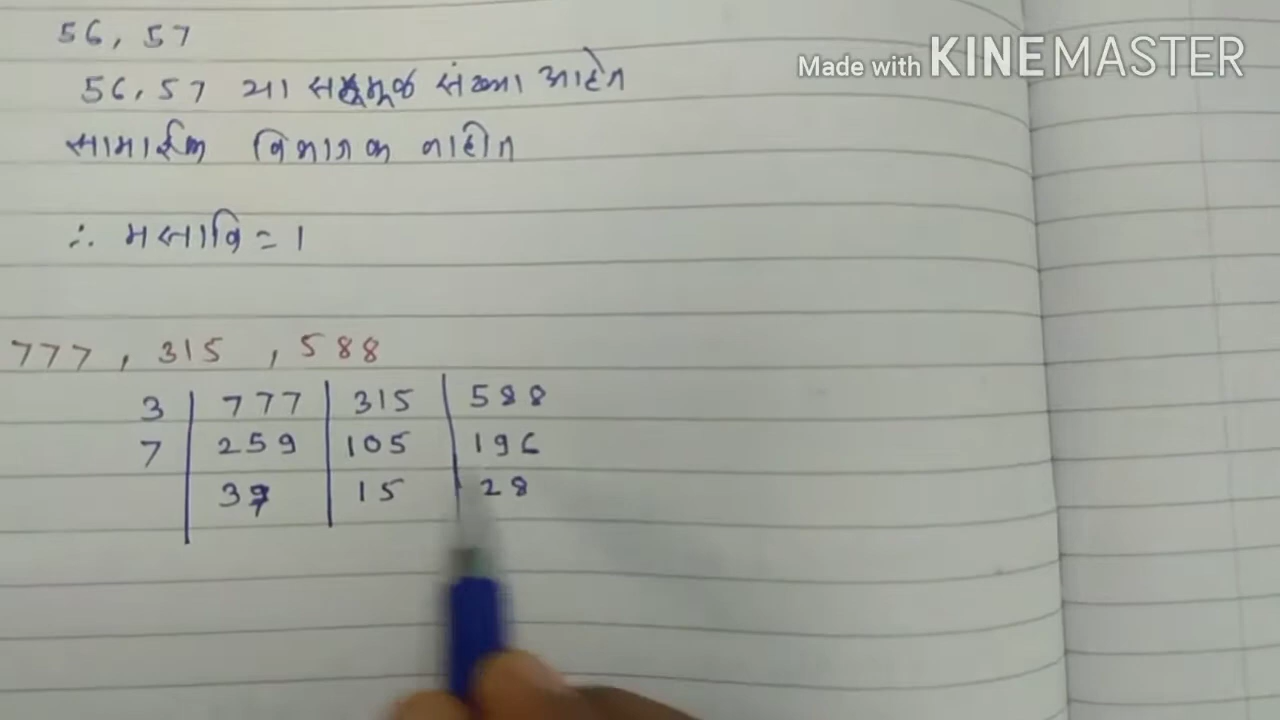 56, 57
Made with KINEMASTER
56, 57 या सहमूळ संख्या आहेत
सामाईक विभाजक नाहीत
∴ मसावि = 1
777, 315, 588
3 | 777 | 315 | 588
7 | 259 | 105 | 196
37 | 15 | 28